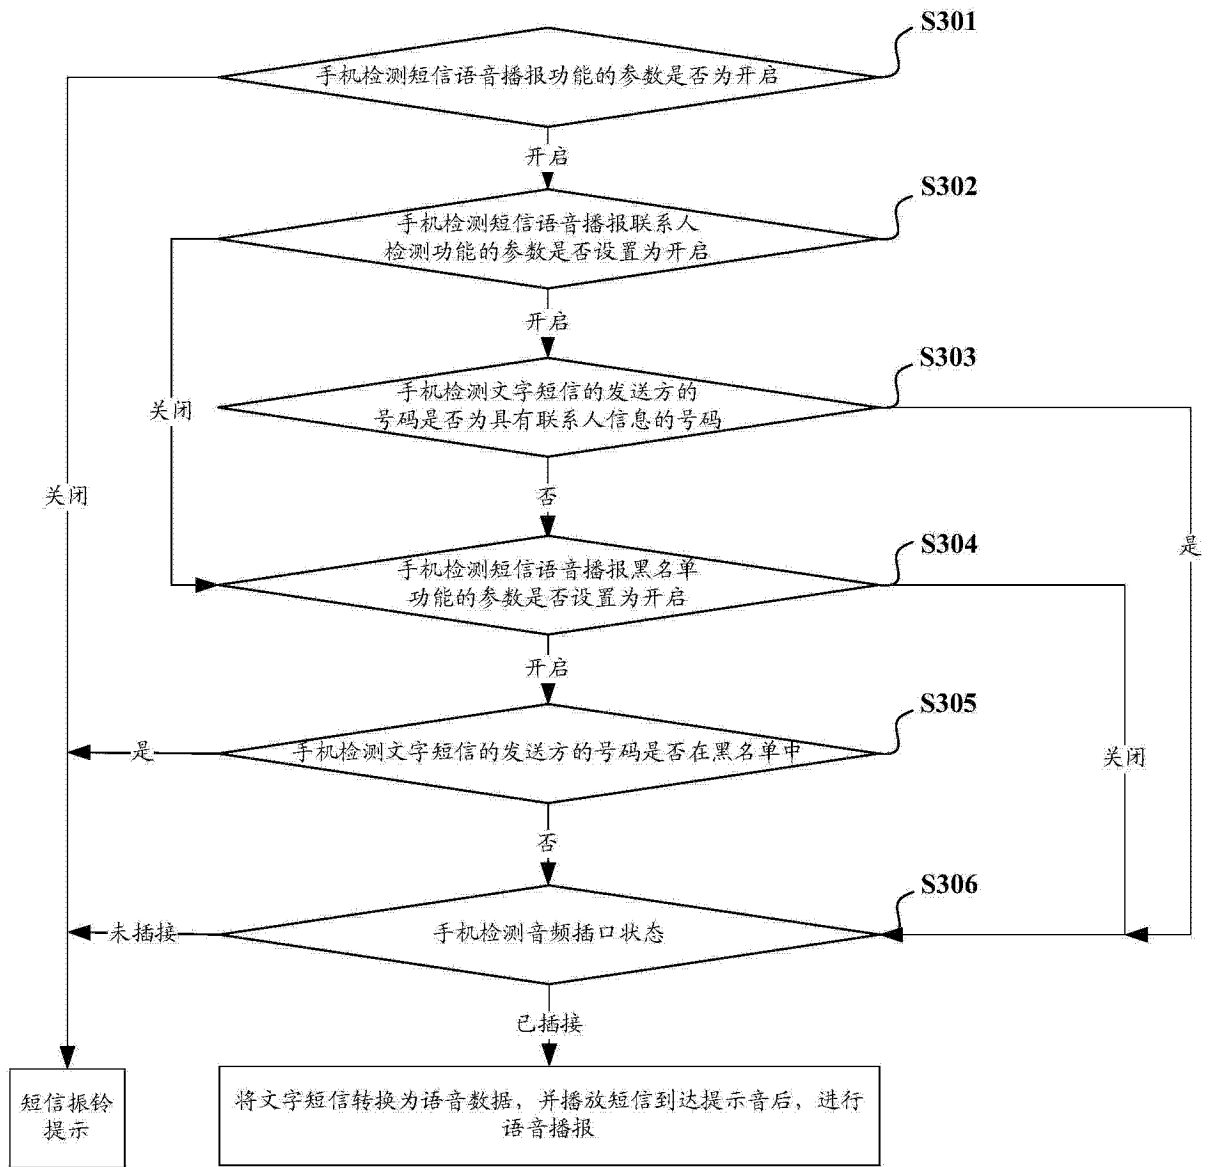 S301
手机检测短信语音播报功能的参数是否为开启
开启
S302
手机检测短信语音播报联系人
检测功能的参数是否设置为开启
开启
S303
手机检测文字短信的发送方的
号码是否为具有联系人信息的号码
关闭
关闭
否
是
S304
手机检测短信语音播报黑名单
功能的参数是否设置为开启
开启
S305
手机检测文字短信的发送方的号码是否在黑名单中
是
关闭
否
S306
手机检测音频插口状态
未插接
已插接
短信振铃
提示
将文字短信转换为语音数据，并播放短信到达提示音后，进行
语音播报